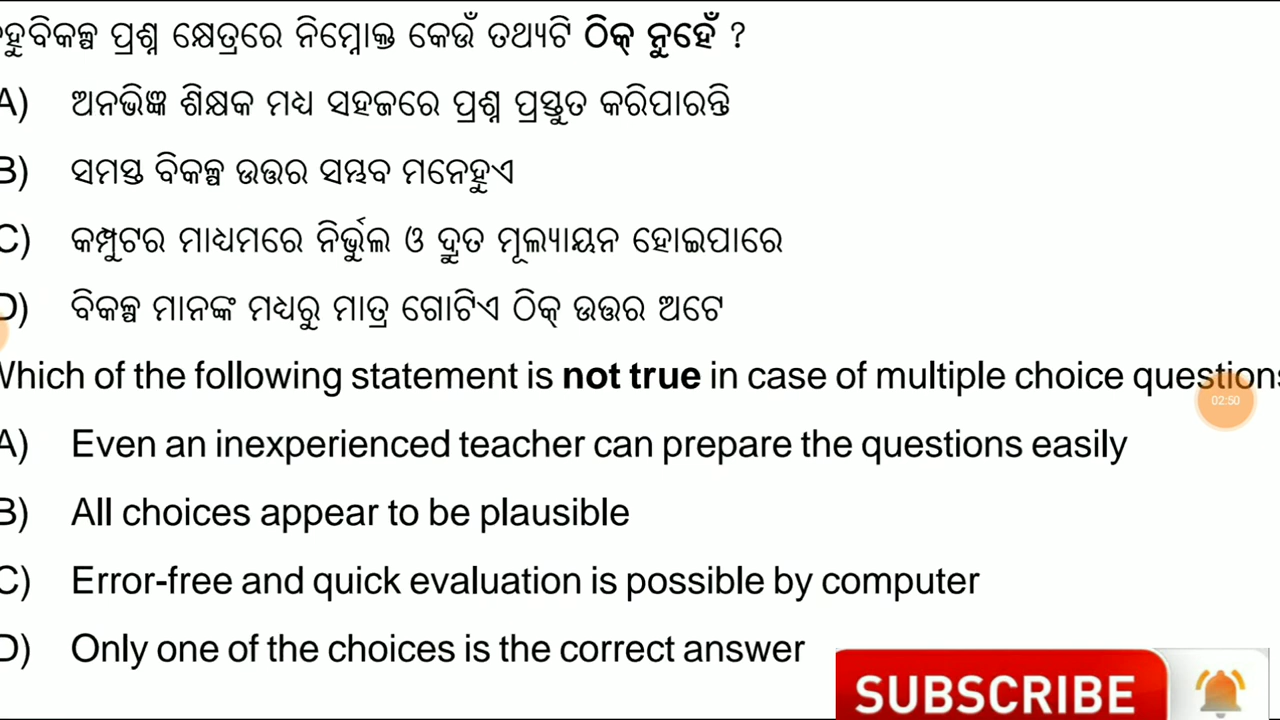 ହୁବିକଳ୍ପ ପ୍ରଶ୍ନ କ୍ଷେତ୍ରରେ ନିମ୍ନୋକ୍ତ କେଉଁ ତଥ୍ୟଟି ଠିକ୍ ନୁହେଁ ?
A) ଅନଭିଜ୍ଞ ଶିକ୍ଷକ ମଧ୍ୟ ସହଜରେ ପ୍ରଶ୍ନ ପ୍ରସ୍ତୁତ କରିପାରନ୍ତି
B) ସମସ୍ତ ବିକଳ୍ପ ଉତ୍ତର ସମ୍ଭବ ମନେହୁଏ
C) କମ୍ପୁଟର ମାଧ୍ୟମରେ ନିର୍ଭୁଲ ଓ ଦ୍ରୁତ ମୂଲ୍ୟାୟନ ହୋଇପାରେ
D) ବିକଳ୍ପ ମାନଙ୍କ ମଧ୍ୟରୁ ମାତ୍ର ଗୋଟିଏ ଠିକ୍ ଉତ୍ତର ଅଟେ
Which of the following statement is not true in case of multiple choice questions
02:50
A) Even an inexperienced teacher can prepare the questions easily
B) All choices appear to be plausible
C) Error-free and quick evaluation is possible by computer
D) Only one of the choices is the correct answer
SUBSCRIBE